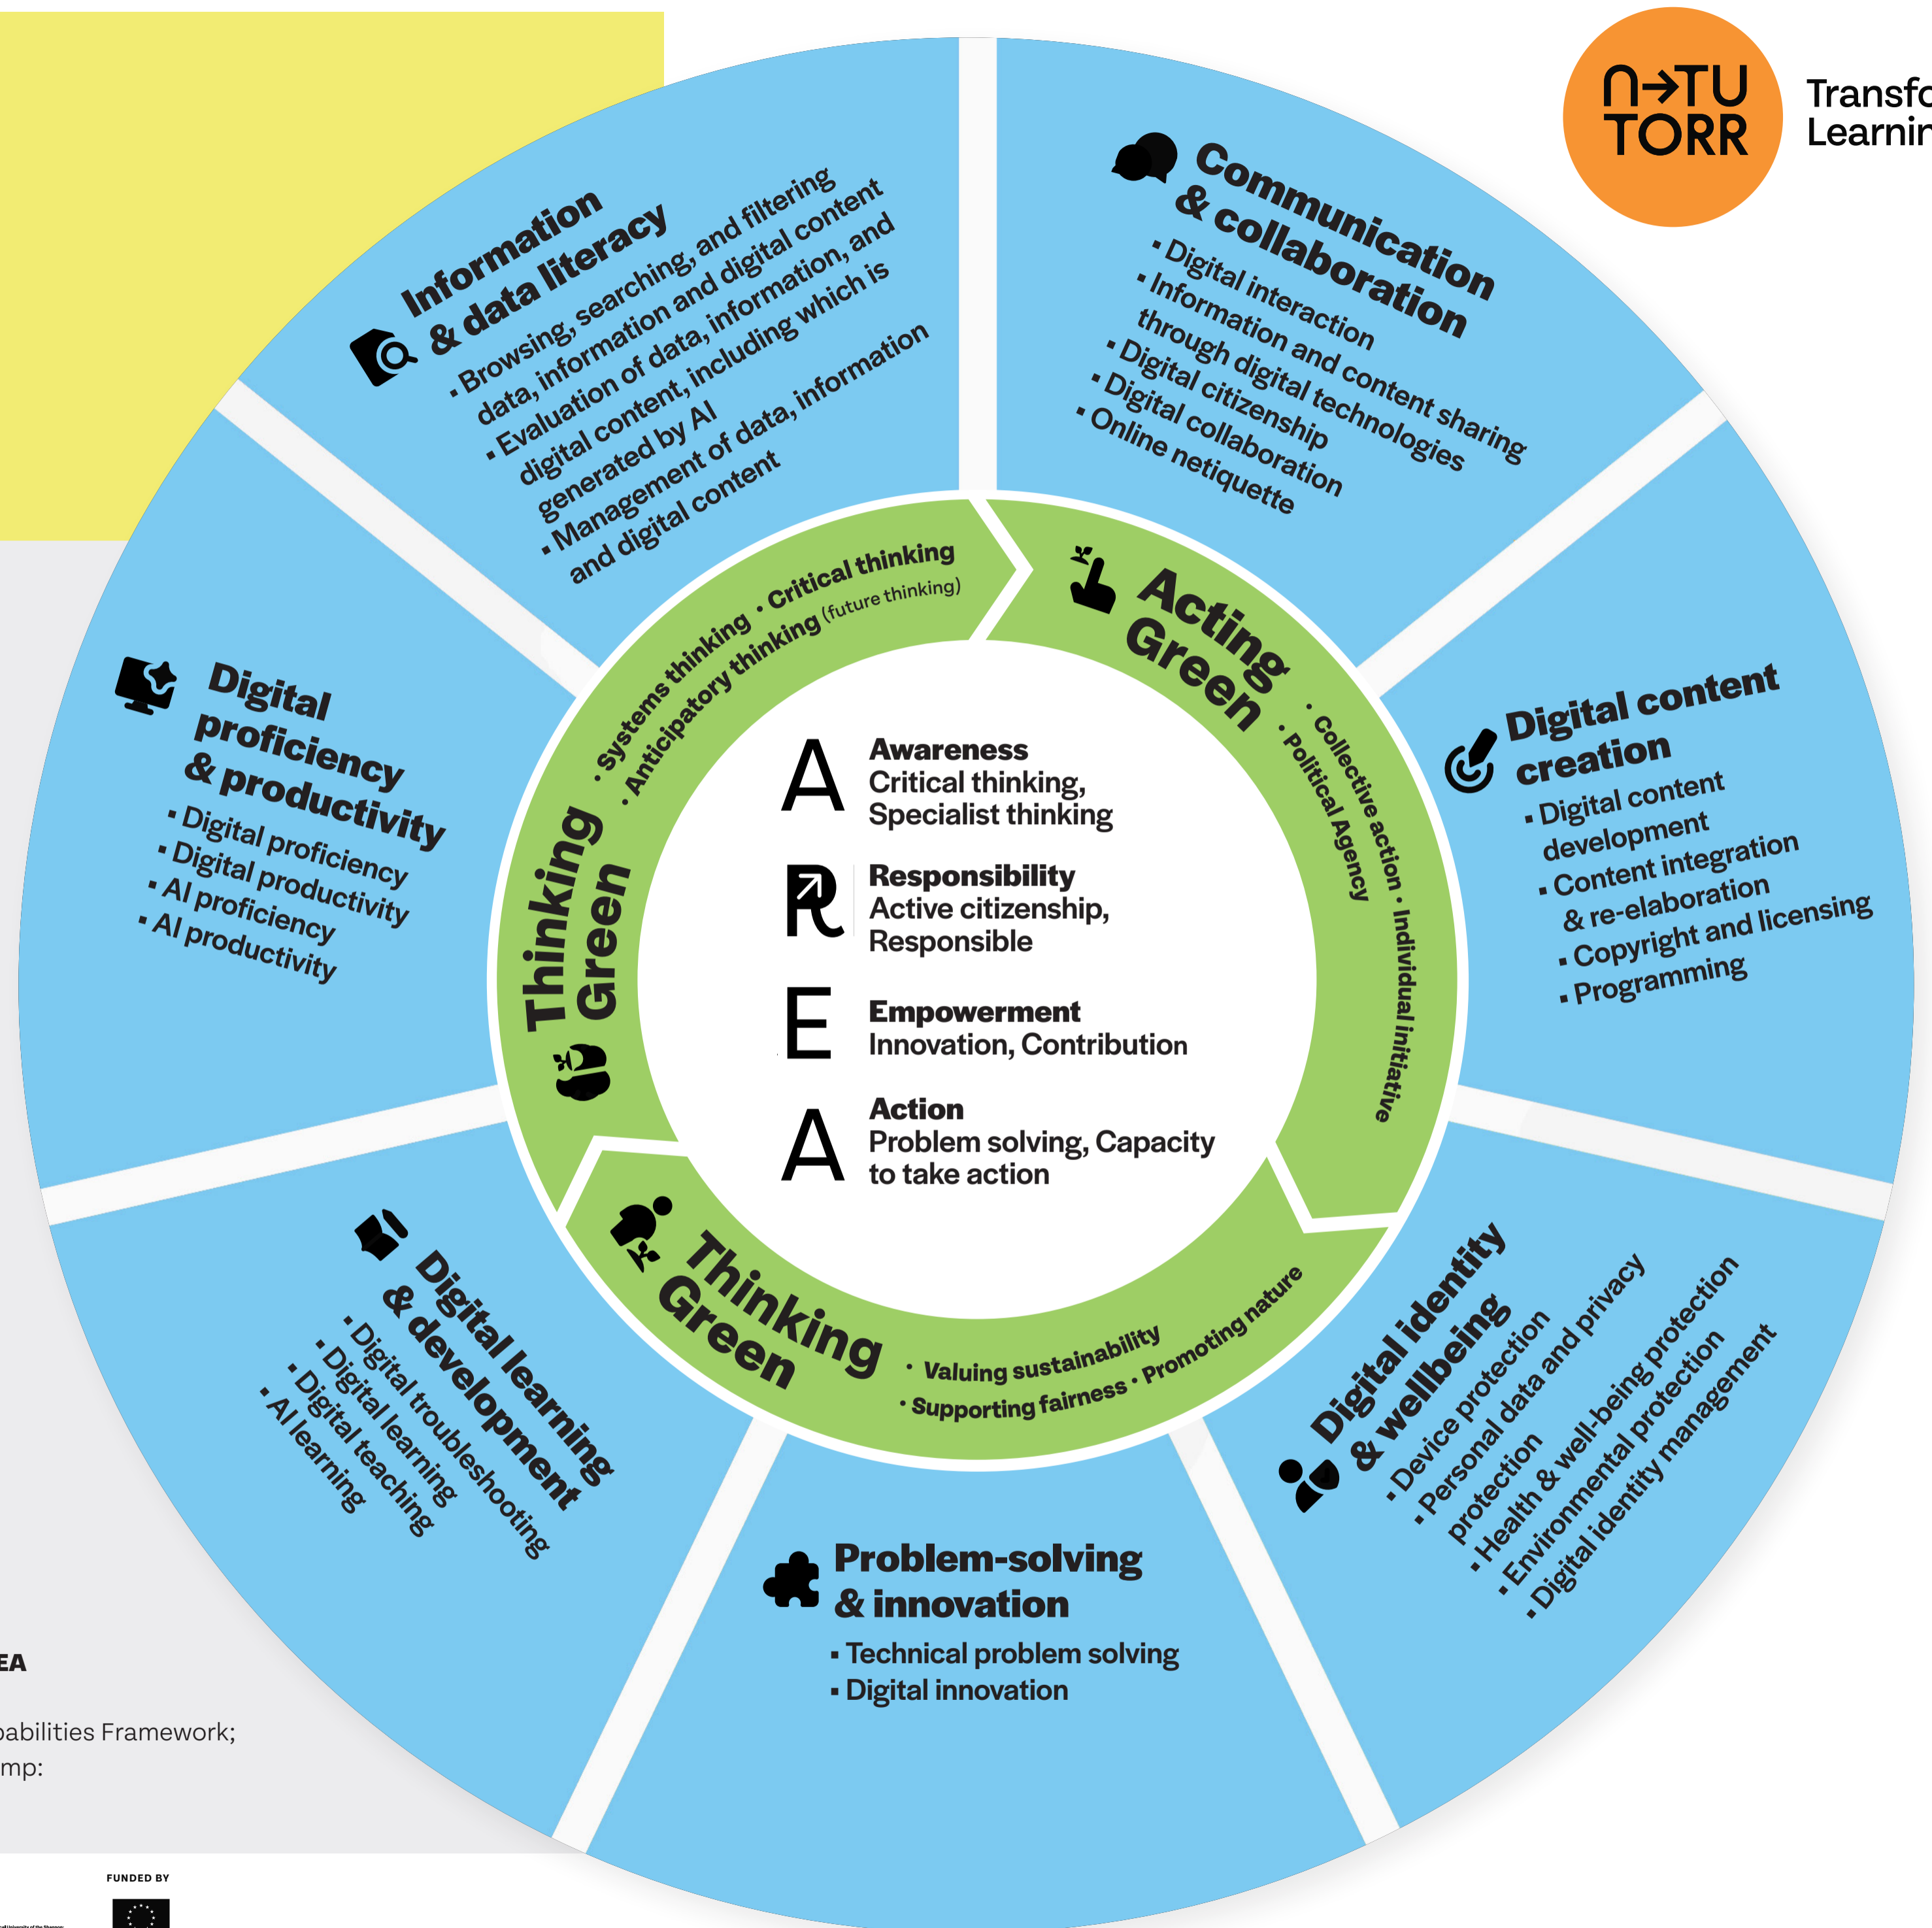 N→TU
TORR
Transfo
Learnin
Information
& data literacy
▪ Browsing, searching, and filtering
data, information and digital content
▪ Evaluation of data, information, and
digital content, including which is
generated by AI
▪ Management of data, information
and digital content
Communication
& collaboration
▪ Digital interaction
▪ Information and content sharing
through digital technologies
▪ Digital citizenship
▪ Digital collaboration
▪ Online netiquette
Digital content
creation
▪ Digital content
development
▪ Content integration
& re-elaboration
▪ Copyright and licensing
▪ Programming
Digital identity
& wellbeing
▪ Device protection
▪ Personal data and privacy
protection
▪ Health & well-being protection
▪ Environmental protection
▪ Digital identity management
Problem-solving
& innovation
▪ Technical problem solving
▪ Digital innovation
Digital learning
& development
▪ Digital troubleshooting
▪ Digital learning
▪ Digital teaching
▪ AI learning
Digital
proficiency
& productivity
▪ Digital proficiency
▪ Digital productivity
▪ AI proficiency
▪ AI productivity
Thinking
Green
• Systems thinking • Critical thinking
• Anticipatory thinking (future thinking)
Acting
Green
• Collective action • Individual initiative
• Political Agency
Thinking
Green
• Valuing sustainability
• Supporting fairness • Promoting nature
A
Awareness
Critical thinking,
Specialist thinking
R
Responsibility
Active citizenship,
Responsible
E
Empowerment
Innovation, Contribution
A
Action
Problem solving, Capacity
to take action
EA
pabilities Framework;
mp:
FUNDED BY